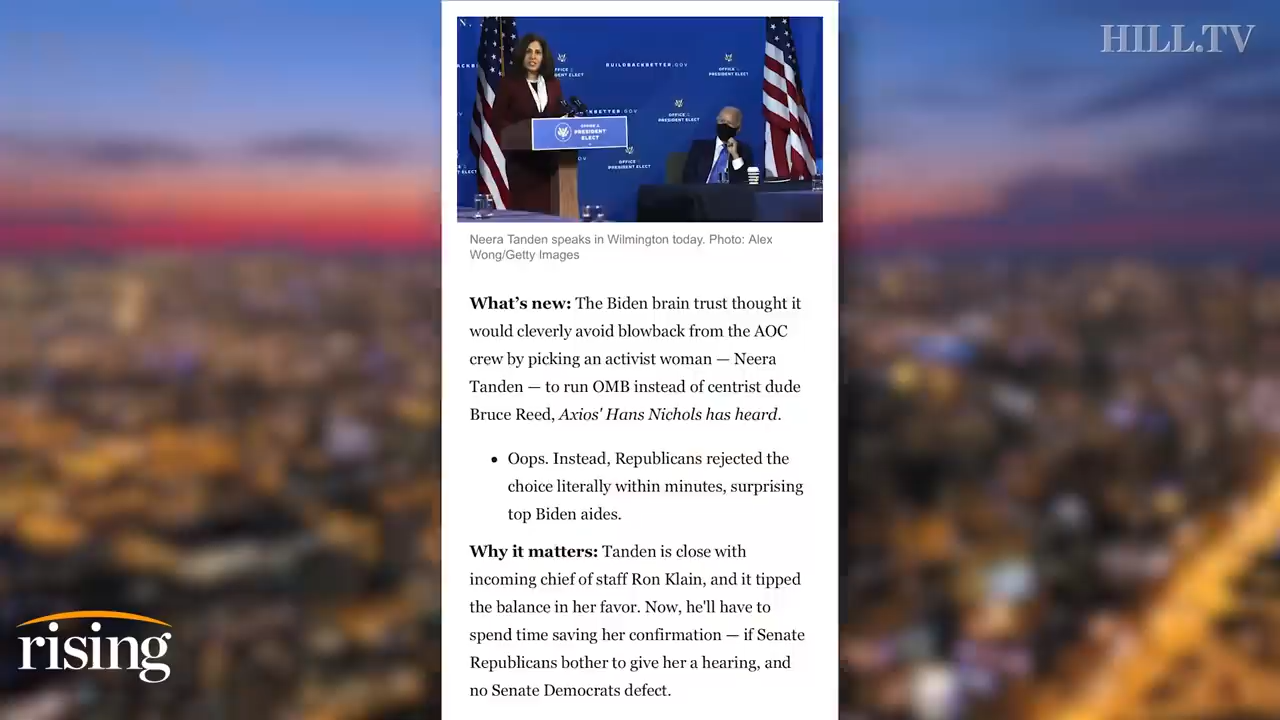 HILL.TV
BUILDBACKBETTER.GOV
OFFICE OF THE
PRESIDENT
ELECT
Neera Tanden speaks in Wilmington today. Photo: Alex
Wong/Getty Images
What’s new: The Biden brain trust thought it
would cleverly avoid blowback from the AOC
crew by picking an activist woman — Neera
Tanden — to run OMB instead of centrist dude
Bruce Reed, Axios' Hans Nichols has heard.
• Oops. Instead, Republicans rejected the
choice literally within minutes, surprising
top Biden aides.
Why it matters: Tanden is close with
incoming chief of staff Ron Klain, and it tipped
the balance in her favor. Now, he'll have to
spend time saving her confirmation — if Senate
Republicans bother to give her a hearing, and
no Senate Democrats defect.
rising